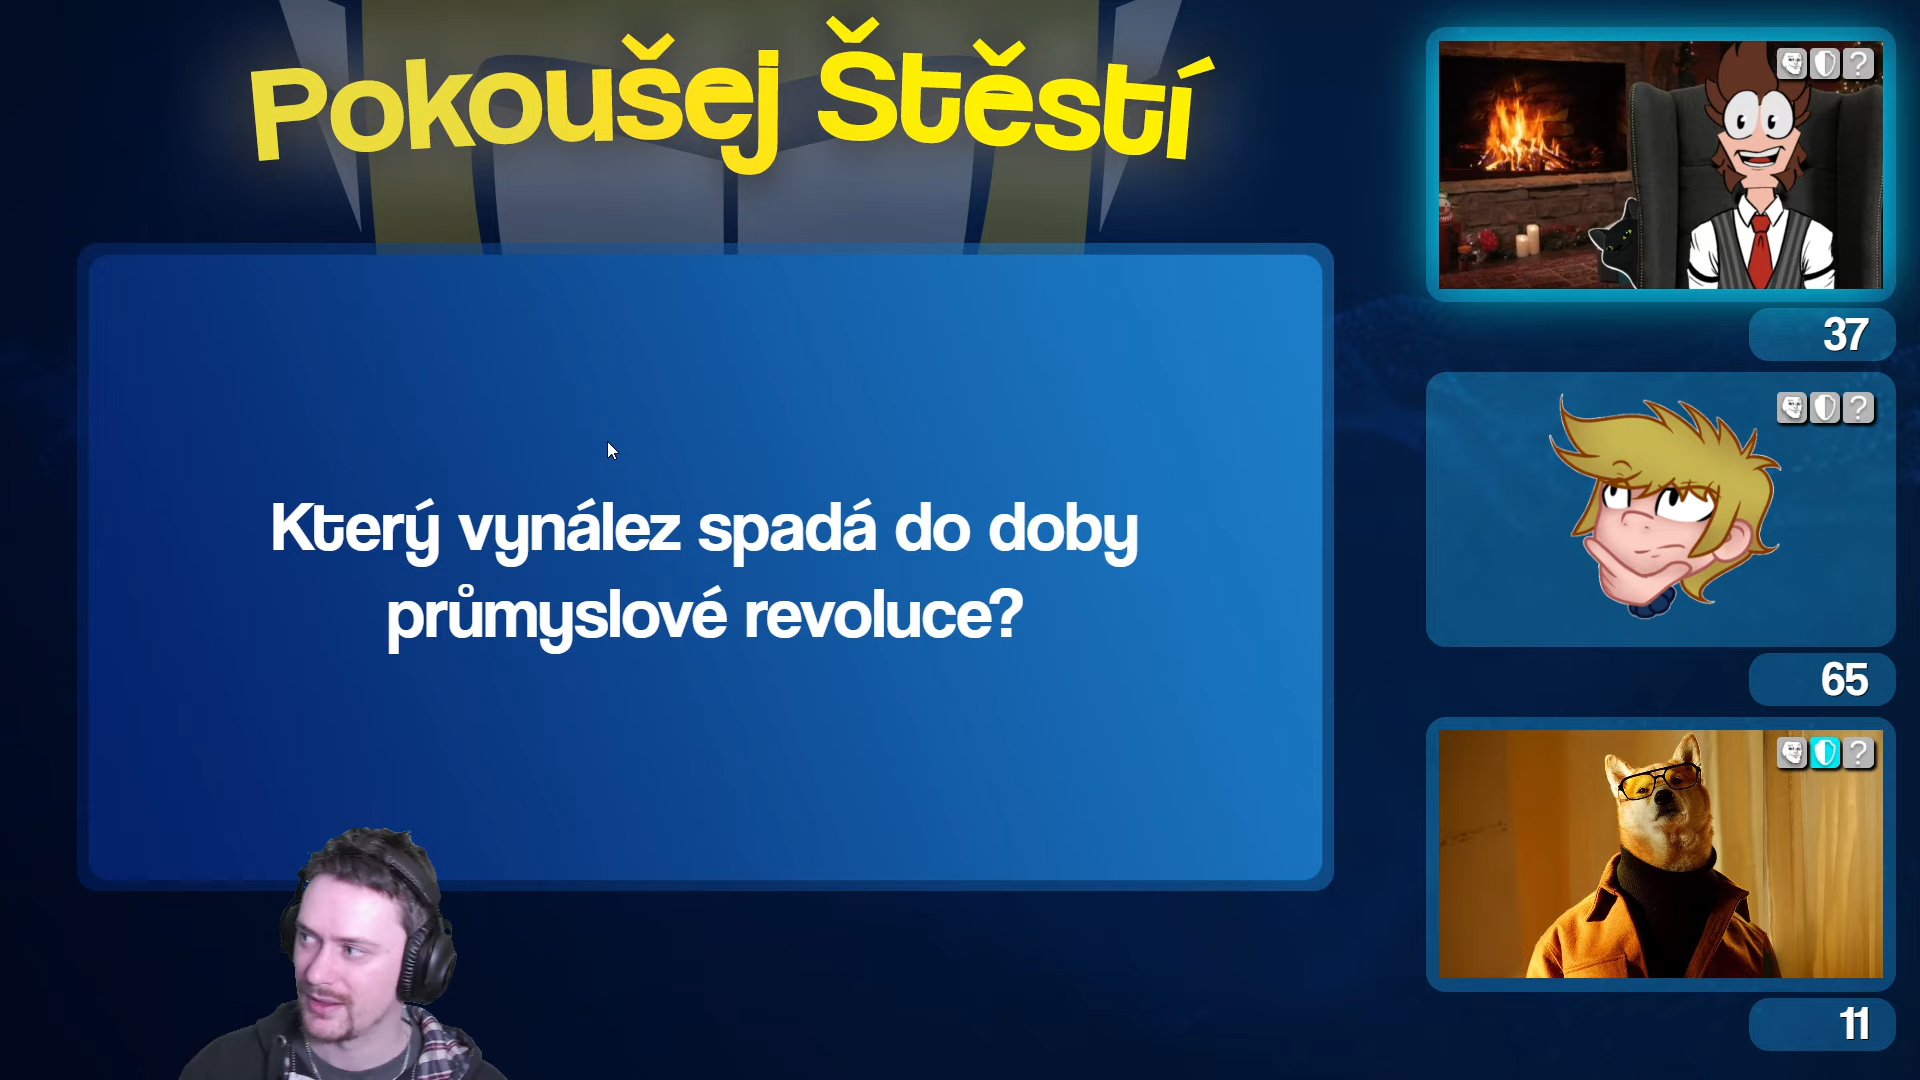 Pokoušej Štěstí
Který vynález spadá do doby
průmyslové revoluce?
?
37
?
65
?
11